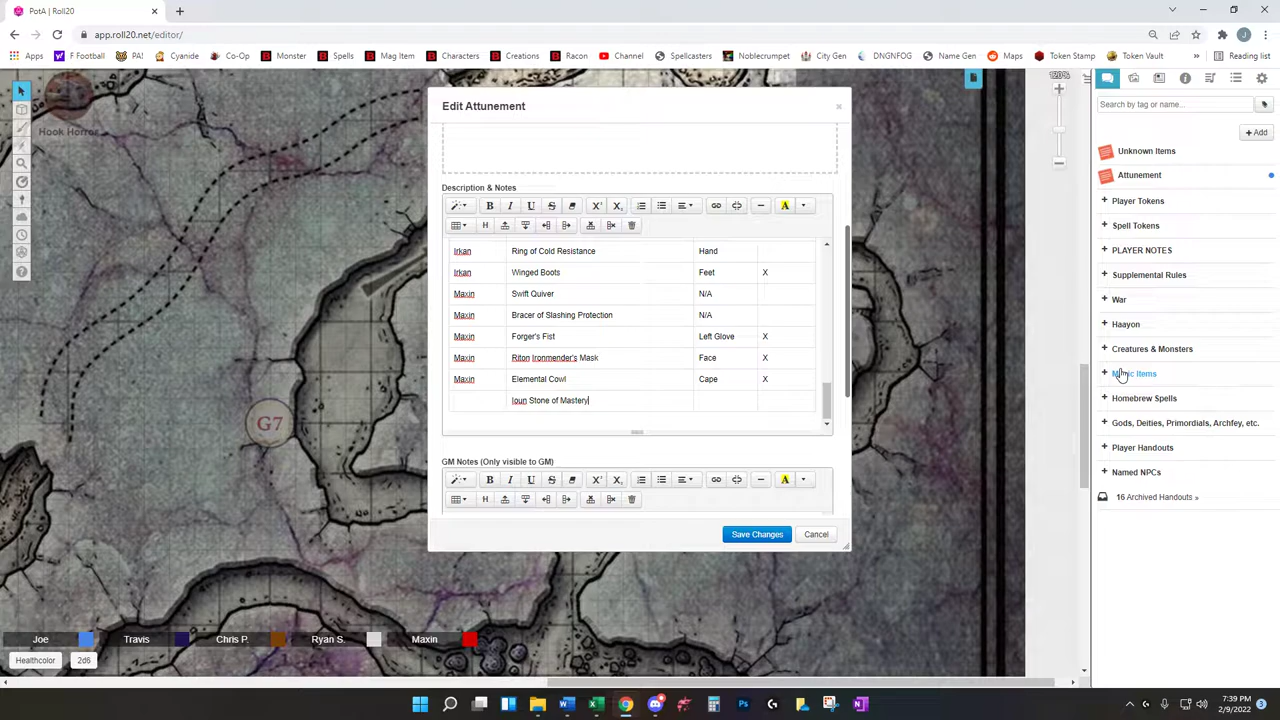 PotA | Roll20
app.roll20.net/editor/
Apps F Football PA! Cyanide Co-Op Monster Spells Mag Item Characters Creations Racon Channel Spellcasters Noblecrumpet City Gen DNGNFOG Name Gen Maps Token Stamp Token Vault Reading list
Hook Horror
G7
120%
Edit Attunement
Description & Notes
Irkan Ring of Cold Resistance Hand
Irkan Winged Boots Feet X
Maxin Swift Quiver N/A
Maxin Bracer of Slashing Protection N/A
Maxin Forger's Fist Left Glove X
Maxin Riton Ironmender's Mask Face X
Maxin Elemental Cowl Cape X
Ioun Stone of Mastery
GM Notes (Only visible to GM)
Save Changes Cancel
Search by tag or name...
+ Add
Unknown Items
Attunement
Player Tokens
Spell Tokens
PLAYER NOTES
Supplemental Rules
War
Haayon
Creatures & Monsters
Magic Items
Homebrew Spells
Gods, Deities, Primordials, Archfey, etc.
Player Handouts
Named NPCs
16 Archived Handouts »
Joe Travis Chris P. Ryan S. Maxin
Healthcolor 2d6
7:39 PM
2/9/2022